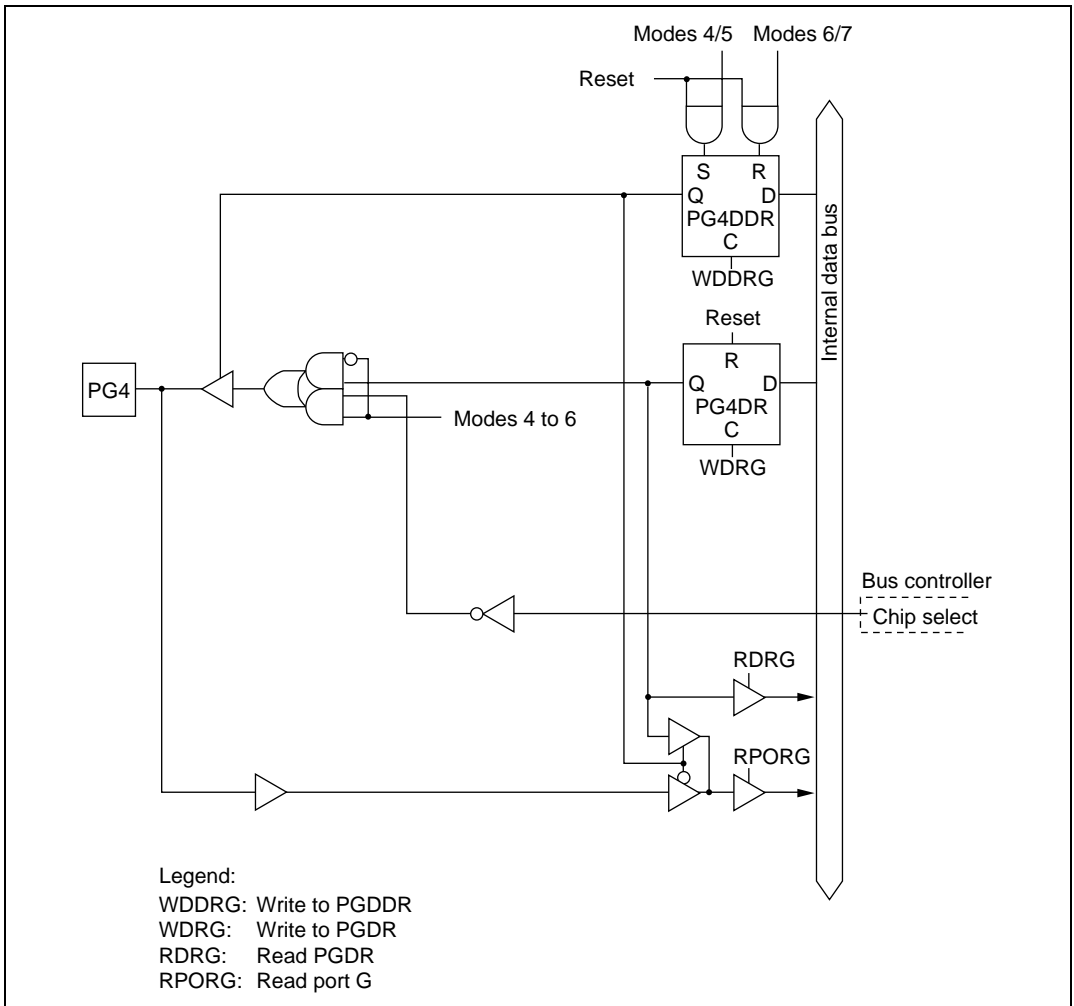 Modes 4/5 Modes 6/7
Reset
S R
Q D
PG4DDR
C
WDDRG
Internal data bus
Reset
R
PG4
Q D
PG4DR
C
Modes 4 to 6
WDRG
Bus controller
Chip select
RDRG
RPORG
Legend:
WDDRG: Write to PGDDR
WDRG: Write to PGDR
RDRG: Read PGDR
RPORG: Read port G